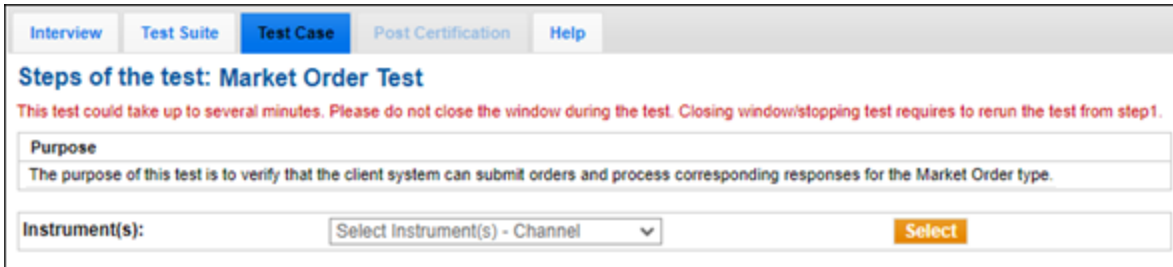 Interview Test Suite Test Case Post Certification Help
Steps of the test: Market Order Test
This test could take up to several minutes. Please do not close the window during the test. Closing window/stopping test requires to rerun the test from step1.
Purpose
The purpose of this test is to verify that the client system can submit orders and process corresponding responses for the Market Order type.
Instrument(s): Select Instrument(s) - Channel Select